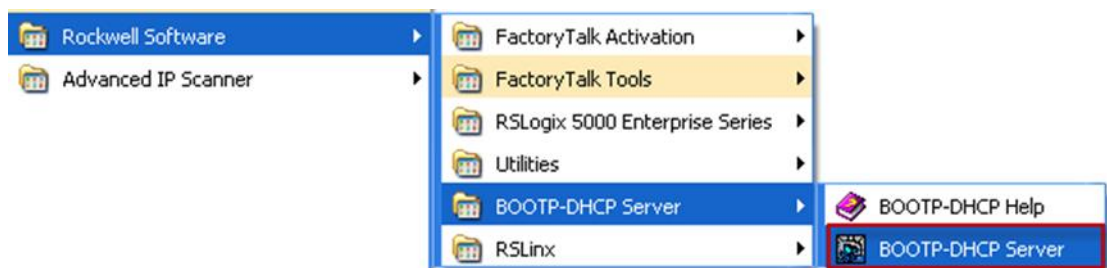 Rockwell Software
Advanced IP Scanner
FactoryTalk Activation
FactoryTalk Tools
RSLogix 5000 Enterprise Series
Utilities
BOOTP-DHCP Server
RSLinx
BOOTP-DHCP Help
BOOTP-DHCP Server